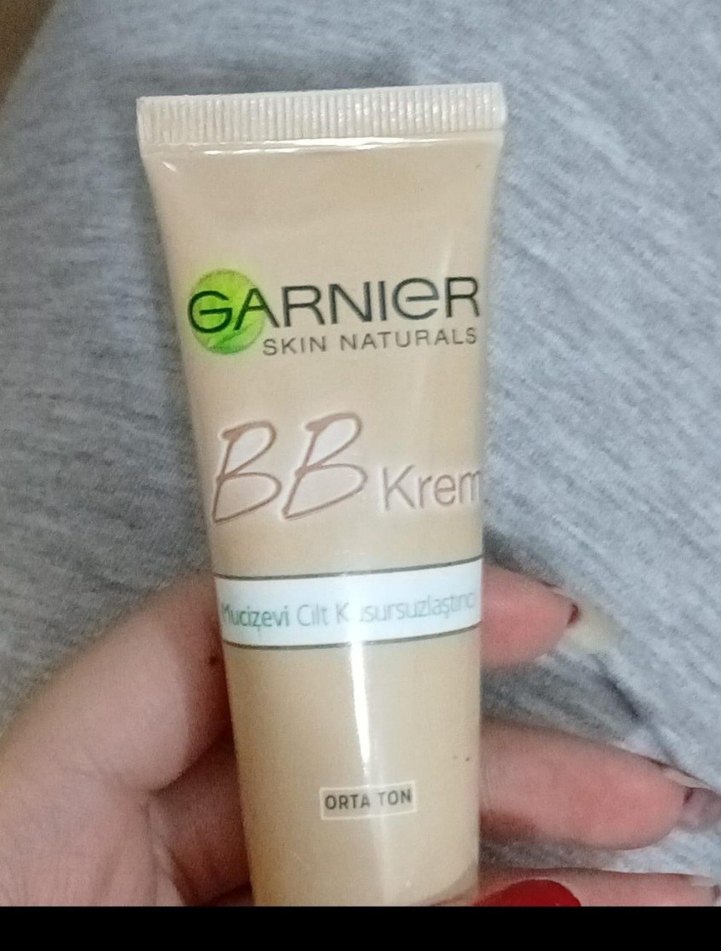 GARNIER
SKIN NATURALS
BB Krem
Mucizevi Cilt Kusursuzlaştırıcı
ORTA TON